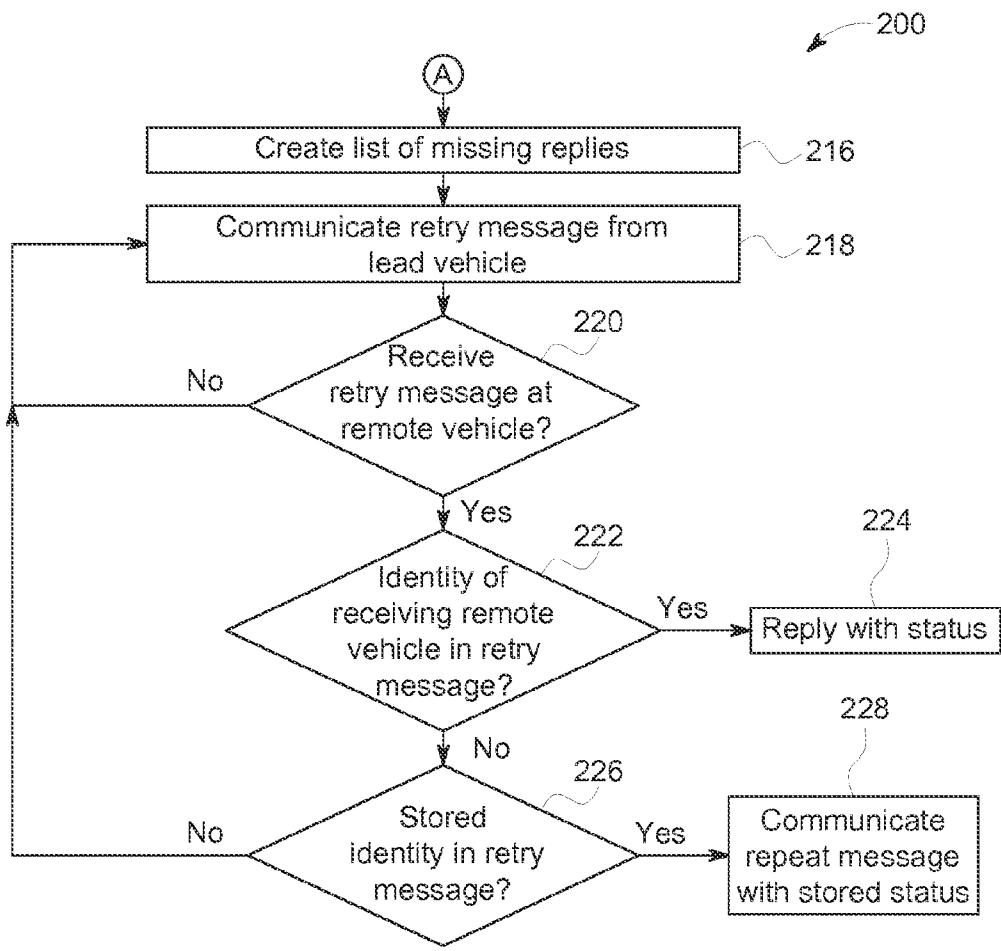 200
A
Create list of missing replies
216
Communicate retry message from
lead vehicle
218
220
Receive
retry message at
remote vehicle?
No
Yes
222
Identity of
receiving remote
vehicle in retry
message?
Yes
224
Reply with status
No
226
Stored
identity in retry
message?
No
Yes
228
Communicate
repeat message
with stored status